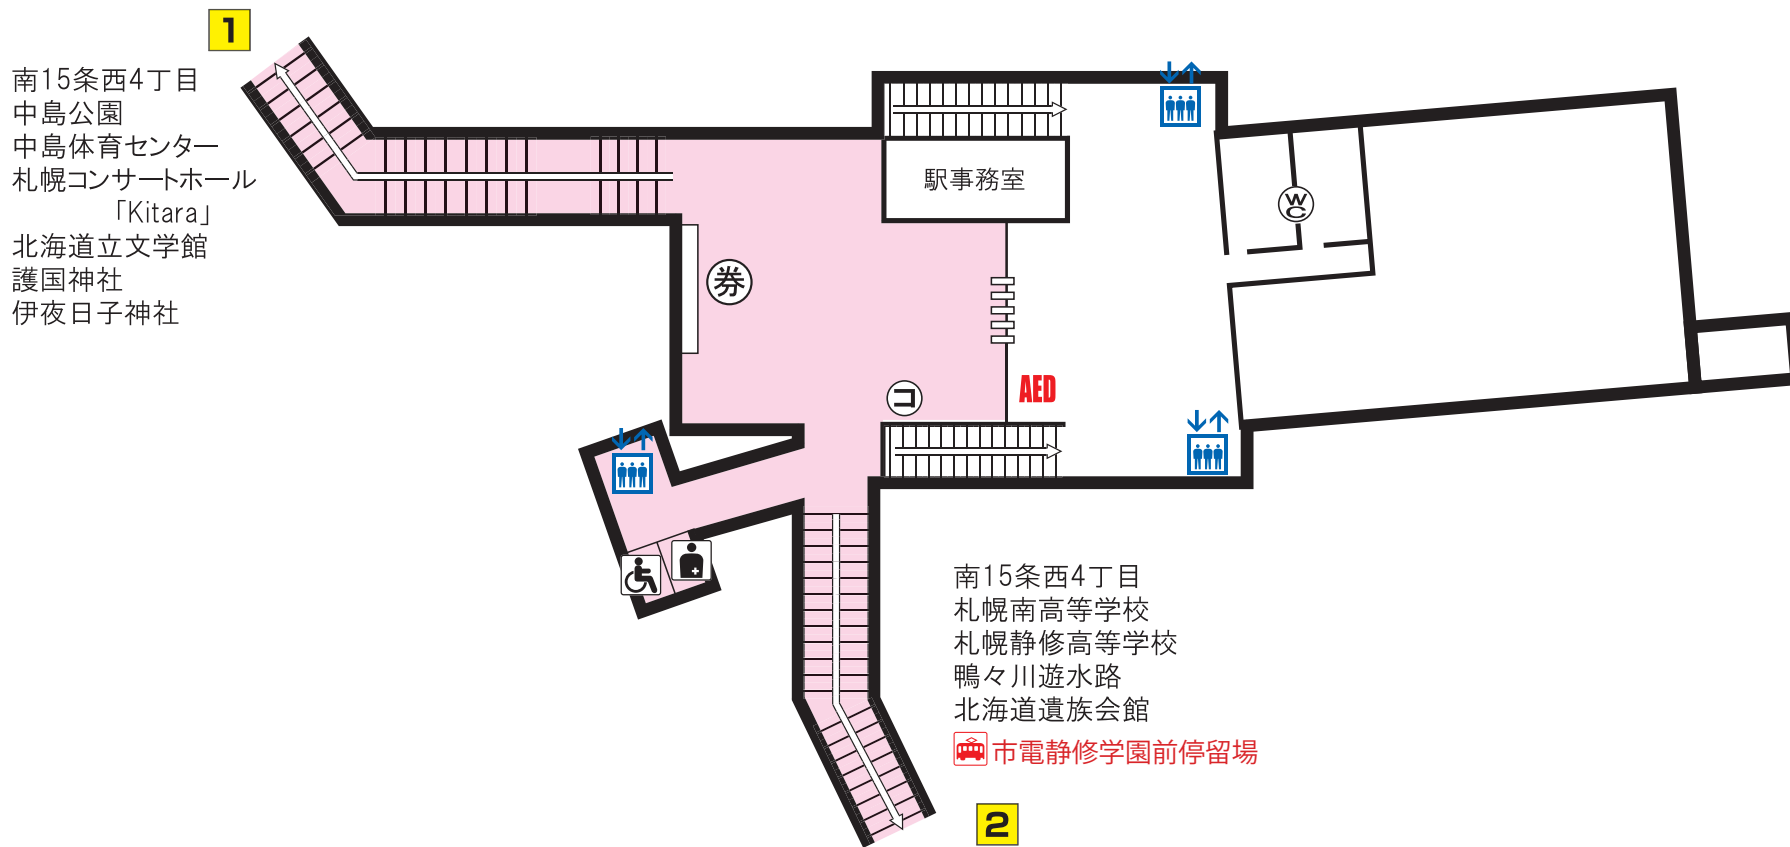 1
南15条西4丁目
中島公園
中島体育センター
札幌コンサートホール
「Kitara」
北海道立文学館
護国神社
伊夜日子神社
駅事務室
WC
券
コ
AED
南15条西4丁目
札幌南高等学校
札幌静修高等学校
鴨々川遊水路
北海道遺族会館
市電静修学園前停留場
2